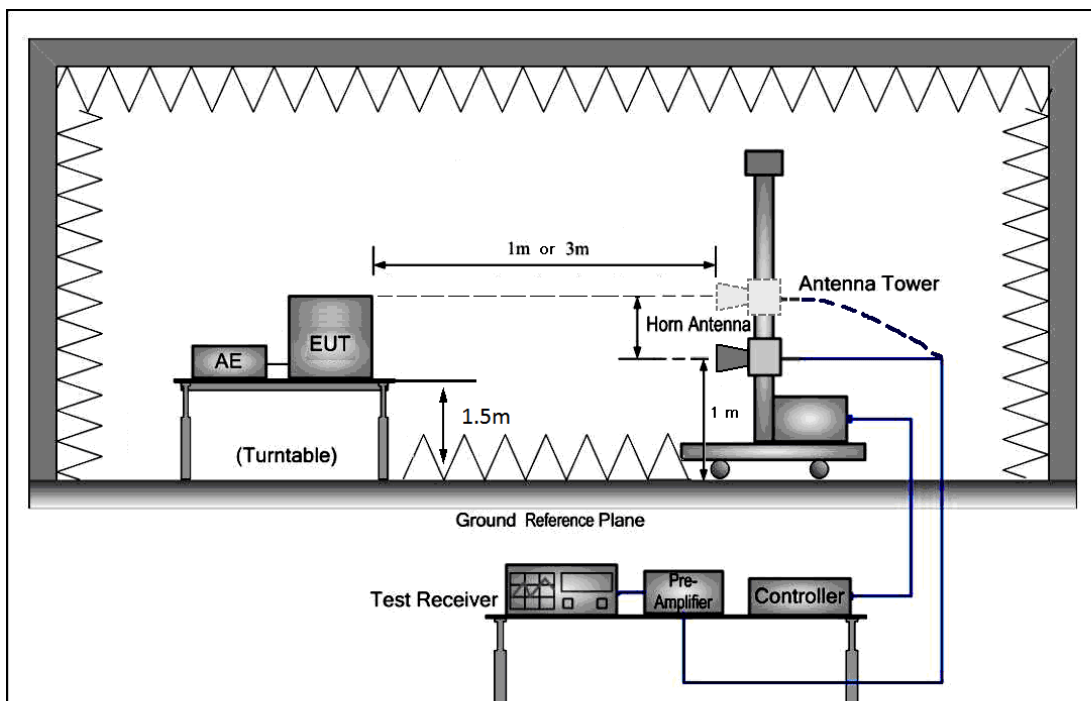 1m or 3m
Antenna Tower
Horn Antenna
EUT
AE
1 m
1.5m
(Turntable)
Ground Reference Plane
Test Receiver
Pre-
Amplifier
Controller